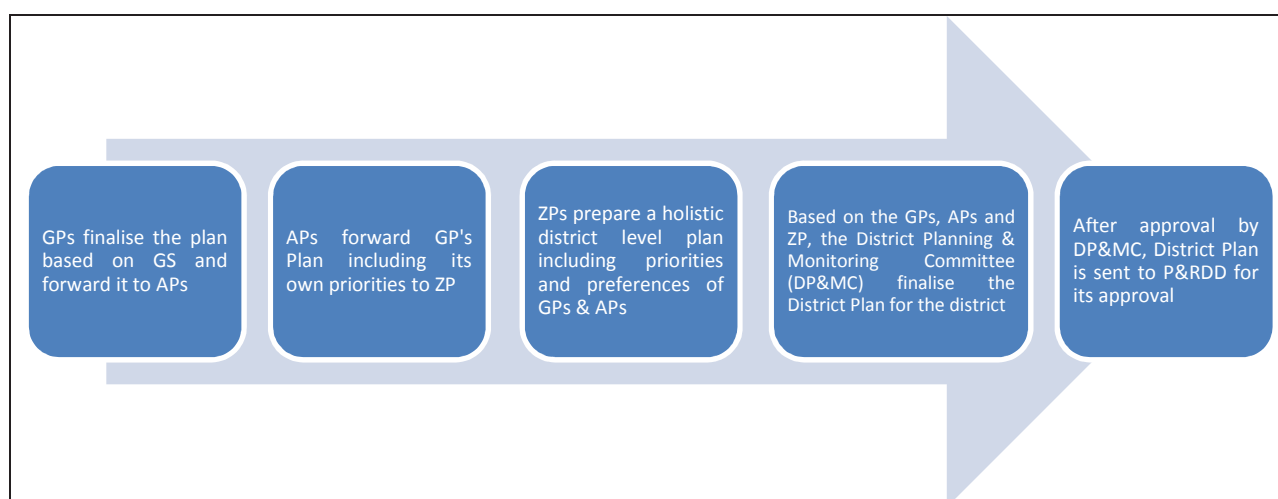 GPs finalise the plan
based on GS and
forward it to APs
APs forward GP's
Plan including its
own priorities to ZP
ZPs prepare a holistic
district level plan
including priorities
and preferences of
GPs & APs
Based on the GPs, APs and
ZP, the District Planning &
Monitoring Committee
(DP&MC) finalise the
District Plan for the district
After approval by
DP&MC, District Plan
is sent to P&RDD for
its approval